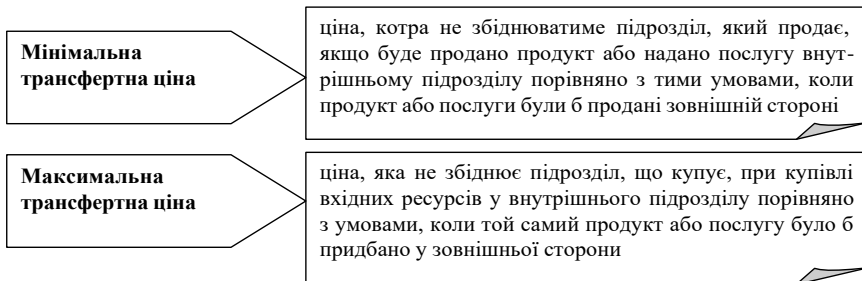 Мінімальна
трансфертна ціна
ціна, котра не збіднюватиме підрозділ, який продає,
якщо буде продано продукт або надано послугу внут-
рішньому підрозділу порівняно з тими умовами, коли
продукт або послуги були б продані зовнішній стороні
Максимальна
трансфертна ціна
ціна, яка не збіднює підрозділ, що купує, при купівлі
вхідних ресурсів у внутрішнього підрозділу порівняно
з умовами, коли той самий продукт або послугу було б
придбано у зовнішньої сторони